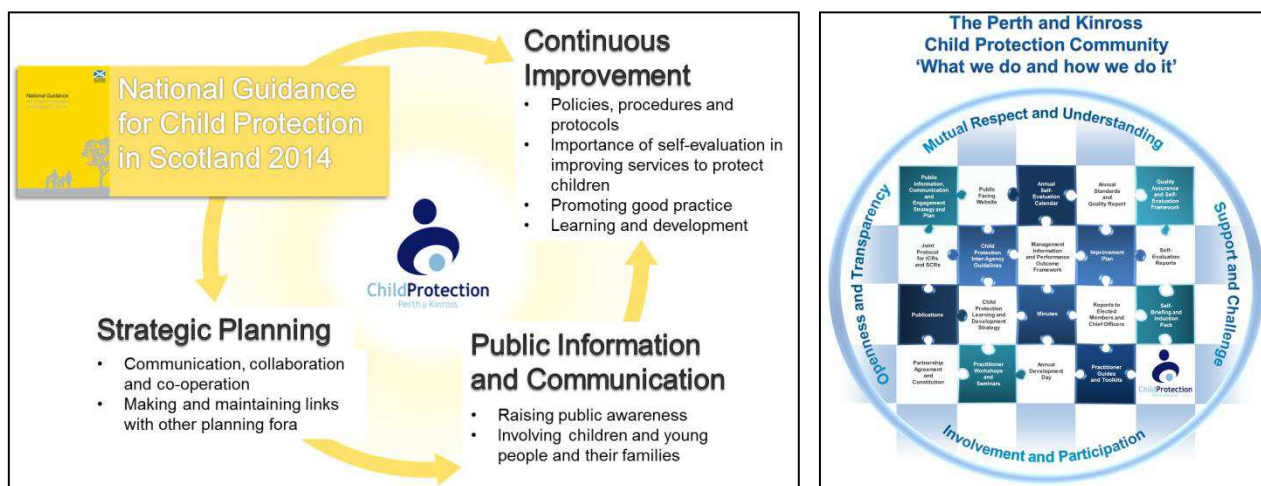 National Guidance
for Child Protection
in Scotland 2014
National Guidance
for Child Protection
in Scotland 2014
Continuous
Improvement
• Policies, procedures and
protocols
• Importance of self-evaluation in
improving services to protect
children
• Promoting good practice
• Learning and development
ChildProtection
Perth & Kinross
Strategic Planning
• Communication, collaboration
and co-operation
• Making and maintaining links
with other planning fora
Public Information
and Communication
• Raising public awareness
• Involving children and young
people and their families
The Perth and Kinross
Child Protection Community
'What we do and how we do it'
Mutual Respect and Understanding
Openness and Transparency
Support and Challenge
Involvement and Participation
Public
Information,
Communication
and
Engagement
Strategy and
Plan
Public
Facing
Website
Annual
Self-
Evaluation
Calendar
Annual
Standards
and
Quality Report
Quality
Assurance
and Self-
Evaluation
Framework
Joint
Protocol
for ICRs
and SCRs
Child
Protection
Inter-Agency
Guidelines
Management
Information
and Performance
Outcome
Framework
Improvement
Plan
Self-
Evaluation
Reports
Publications
Child
Protection
Learning and
Development
Strategy
Minutes
Reports to
Elected
Members and
Chief Officers
Self-
Briefing and
Induction
Pack
Partnership
Agreement
and
Constitution
Practitioner
Workshops
and
Seminars
Annual
Development
Day
Practitioner
Guides
and Toolkits
ChildProtection